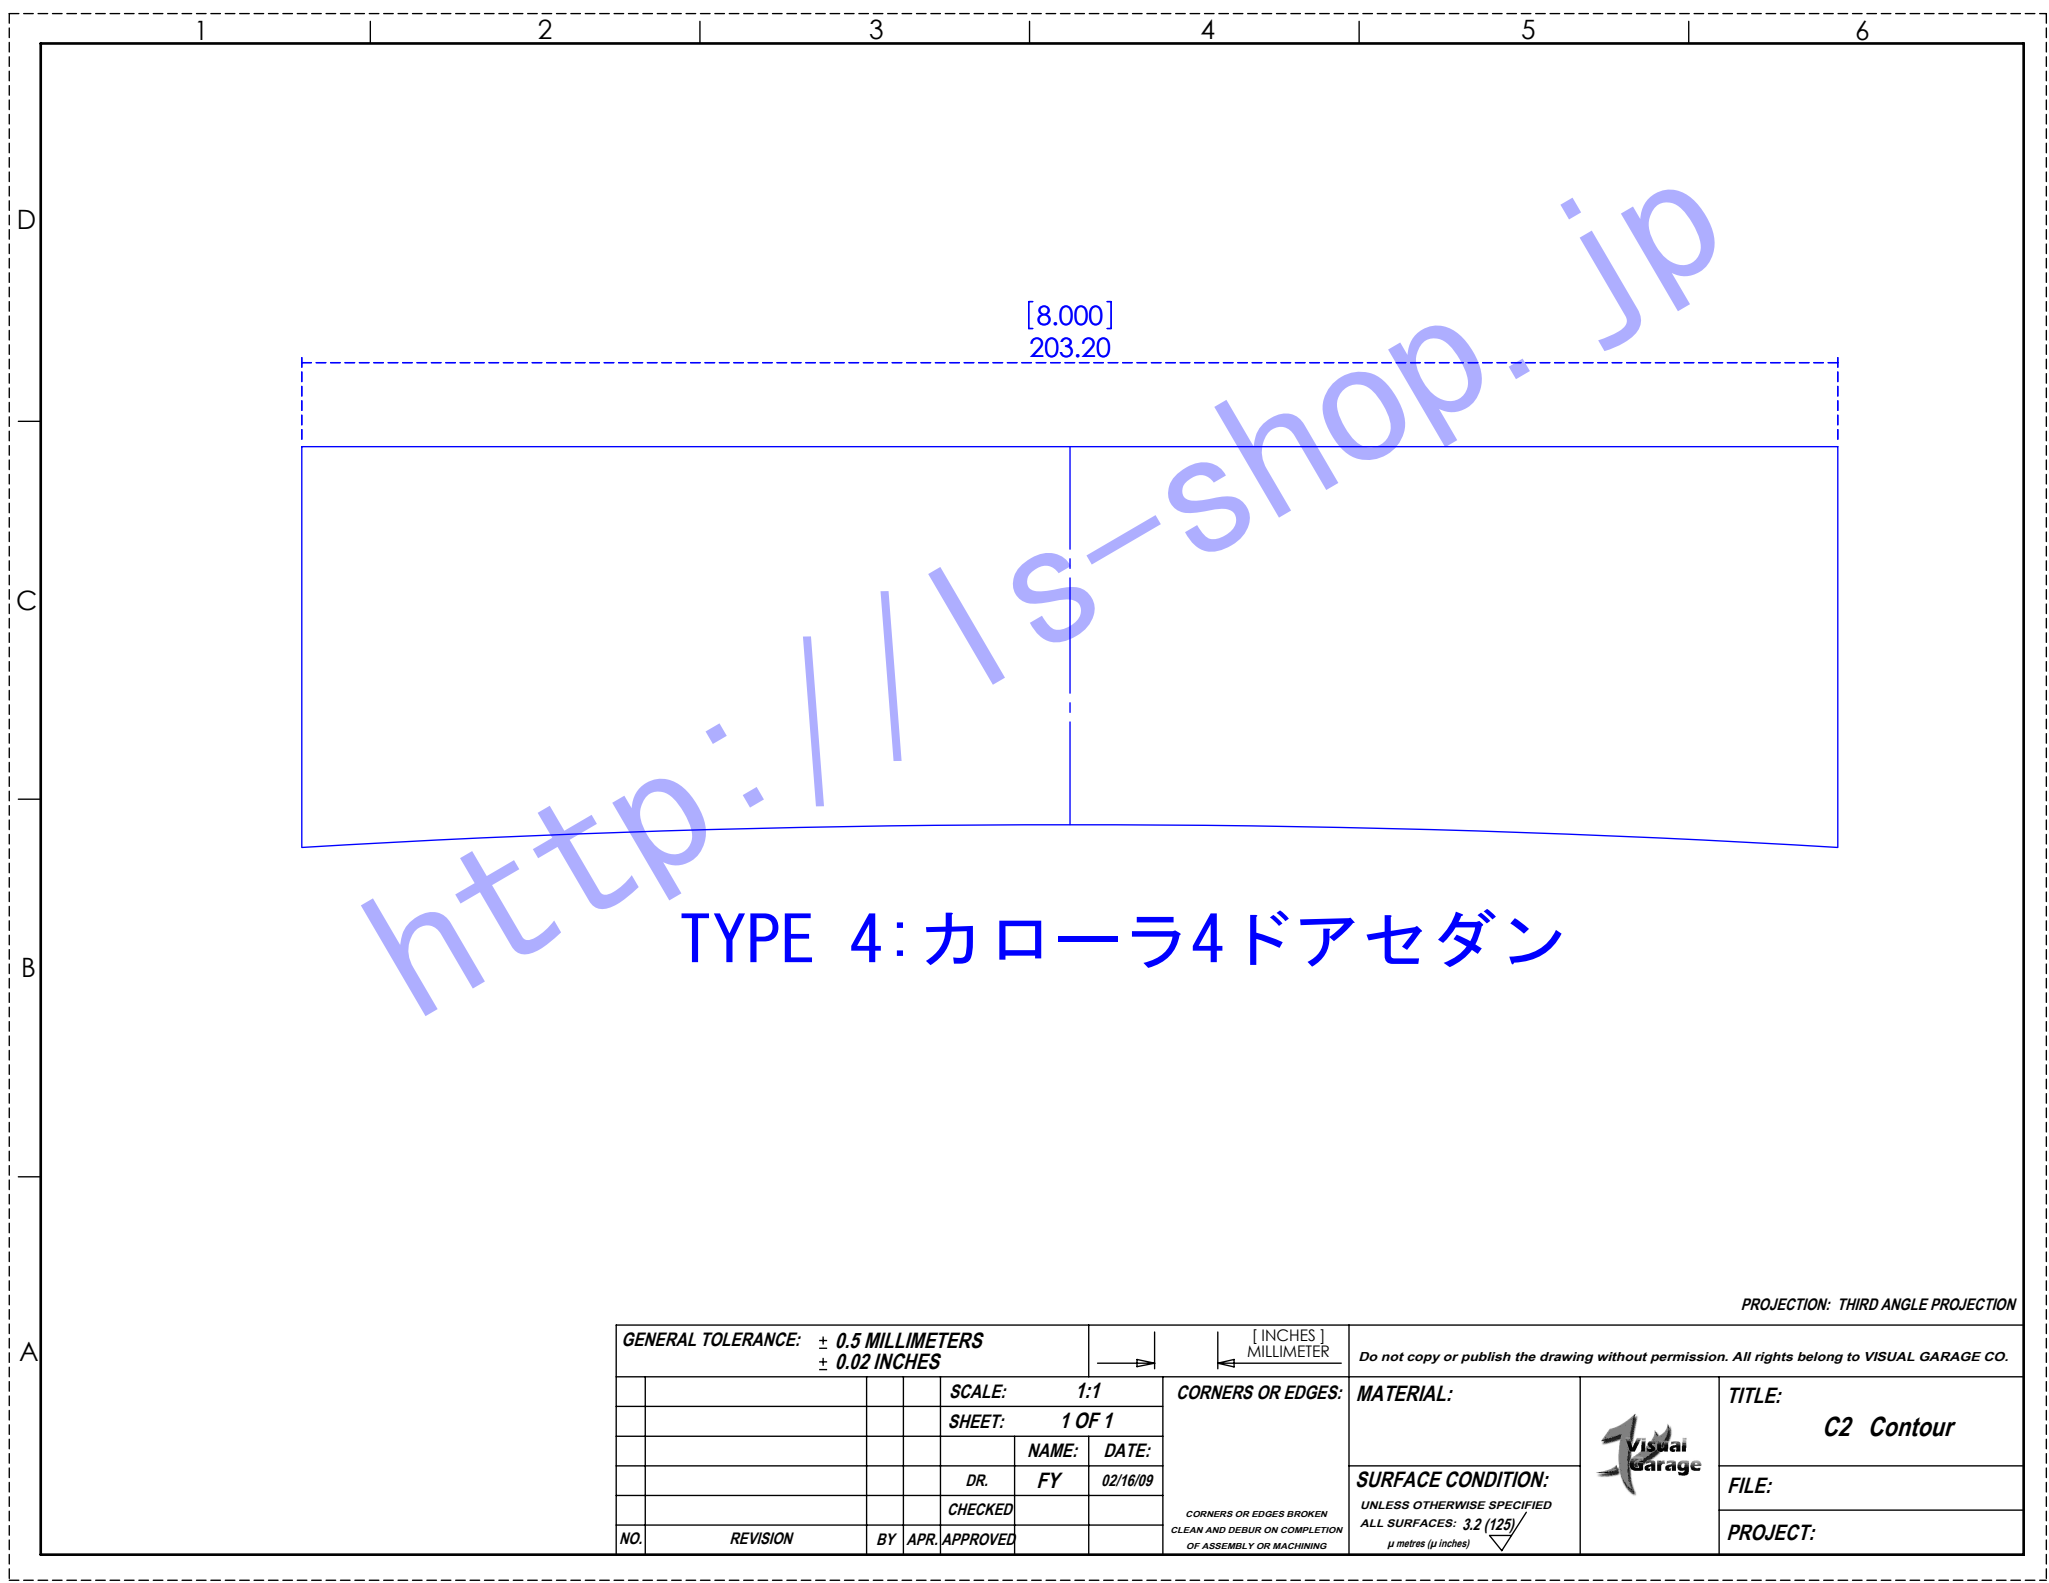 1 2 3 4 5 6
D
C
B
A
[8.000]
203.20
http://ls-shop.jp
TYPE 4:カローラ4ドアセダン
PROJECTION: THIRD ANGLE PROJECTION
GENERAL TOLERANCE: ± 0.5 MILLIMETERS
± 0.02 INCHES
[ INCHES ]
MILLIMETER
Do not copy or publish the drawing without permission. All rights belong to VISUAL GARAGE CO.
SCALE: 1:1
SHEET: 1 OF 1
NAME: DATE:
DR. FY 02/16/09
CHECKED
NO. REVISION BY APR. APPROVED
CORNERS OR EDGES:
CORNERS OR EDGES BROKEN
CLEAN AND DEBUR ON COMPLETION
OF ASSEMBLY OR MACHINING
MATERIAL:
SURFACE CONDITION:
UNLESS OTHERWISE SPECIFIED
ALL SURFACES: 3.2 (125)
µ metres (µ inches)
Visual
Garage
TITLE:
C2 Contour
FILE:
PROJECT: